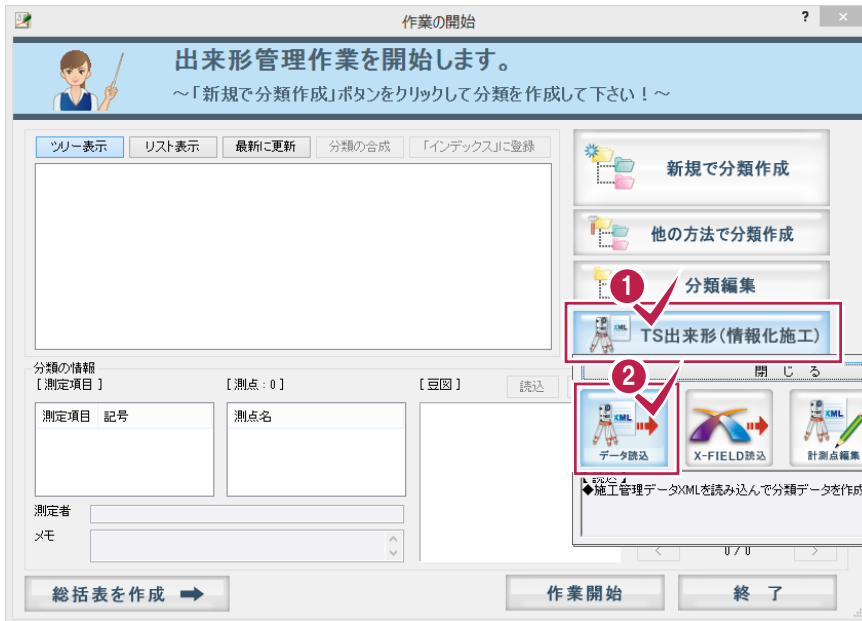 作業の開始
?
×
出来形管理作業を開始します。
～「新規で分類作成」ボタンをクリックして分類を作成して下さい！～
ツリー表示 リスト表示 最新に更新 分類の合成 「インデックス」に登録
新規で分類作成
他の方法で分類作成
分類編集
1
XML
TS出来形（情報化施工）
分類の情報
[ 測定項目 ] [ 測点 : 0 ] [ 豆図 ] 読込
測定項目 記号
測点名
測定者
メモ
閉じる
2
XML
データ読込
X-FIELD読込
XML
計測点編集
【 読込 】
◆施工管理データXMLを読み込んで分類データを作成
< 0 / 0 >
総括表を作成
作業開始
終了